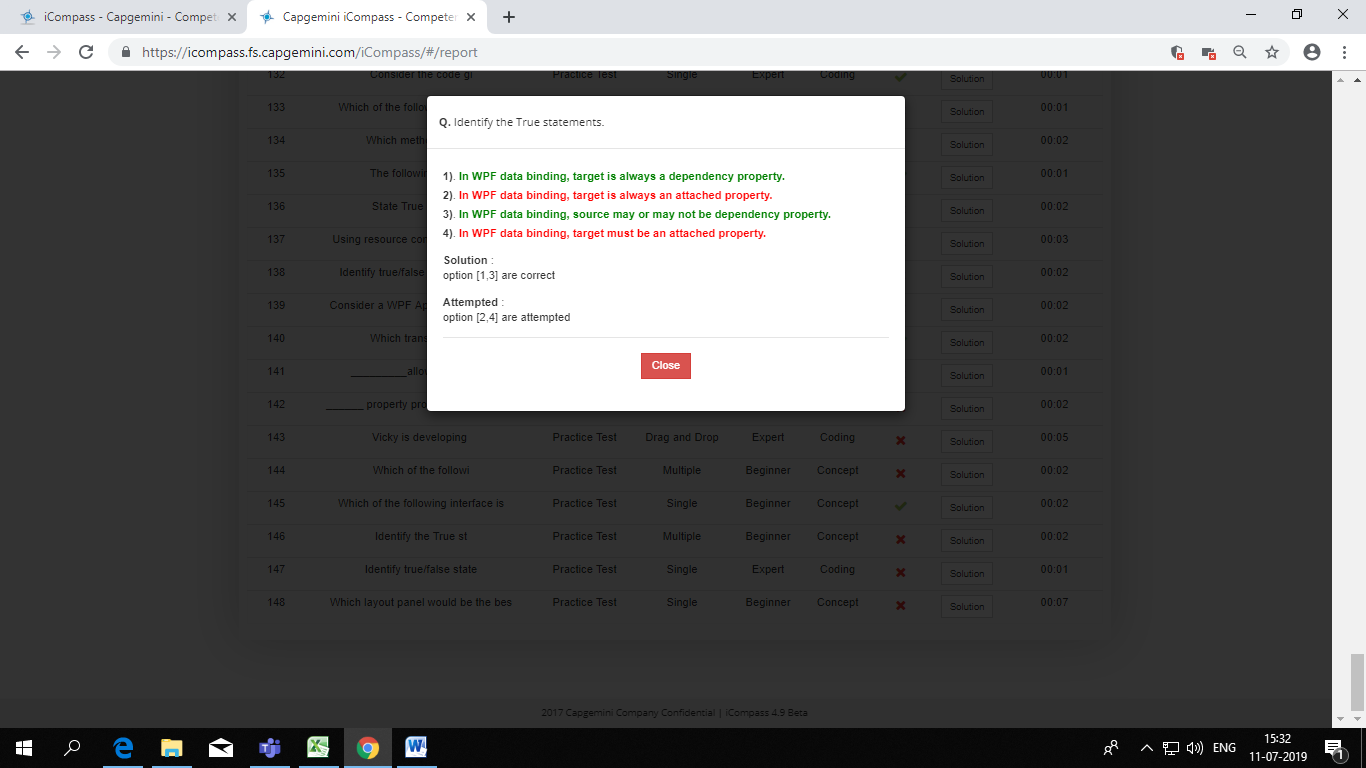 iCompass - Capgemini - Compet
Capgemini iCompass - Competen
https://icompass.fs.capgemini.com/iCompass/#/report
132 Consider the code gi Practice Test Single Expert Coding Solution 00:01
133 Which of the follo Solution 00:01
134 Which meth Solution 00:02
135 The followi Solution 00:01
136 State True Solution 00:02
137 Using resource con Solution 00:03
138 Identify true/false Solution 00:02
139 Consider a WPF Ap Solution 00:02
140 Which trans Solution 00:02
141 __________allo Solution 00:01
142 _______ property pro Solution 00:02
Q. Identify the True statements.
1). In WPF data binding, target is always a dependency property.
2). In WPF data binding, target is always an attached property.
3). In WPF data binding, source may or may not be dependency property.
4). In WPF data binding, target must be an attached property.
Solution :
option [1,3] are correct
Attempted :
option [2,4] are attempted
Close
143 Vicky is developing Practice Test Drag and Drop Expert Coding Solution 00:05
144 Which of the followi Practice Test Multiple Beginner Concept Solution 00:02
145 Which of the following interface is Practice Test Single Beginner Concept Solution 00:02
146 Identify the True st Practice Test Multiple Beginner Concept Solution 00:02
147 Identify true/false state Practice Test Single Expert Coding Solution 00:01
148 Which layout panel would be the bes Practice Test Single Beginner Concept Solution 00:07
2017 Capgemini Company Confidential | iCompass 4.9 Beta
ENG
15:32
11-07-2019
1